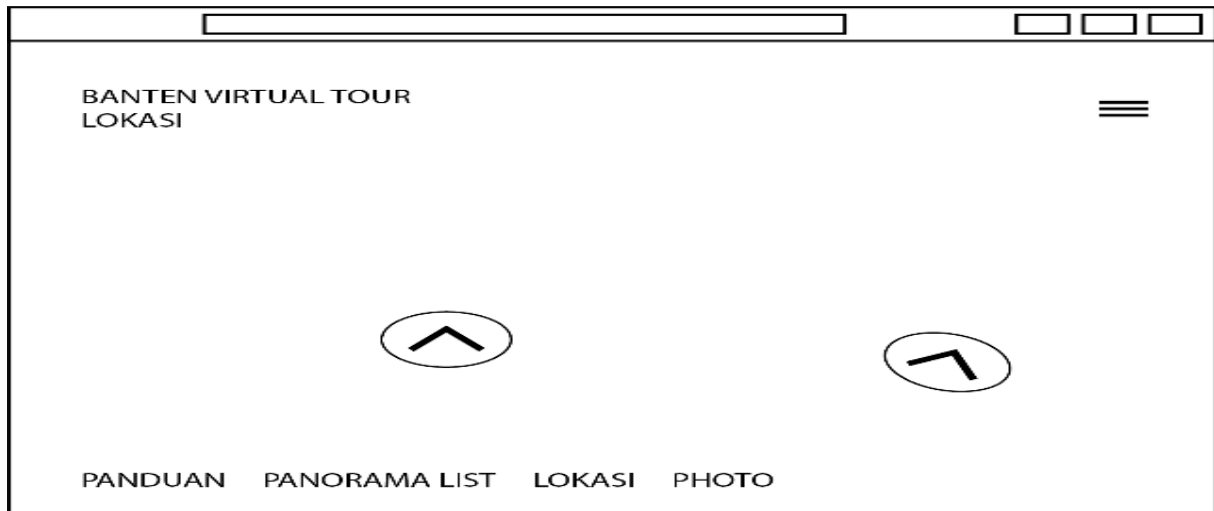 BANTEN VIRTUAL TOUR
LOKASI
PANDUAN PANORAMA LIST LOKASI PHOTO